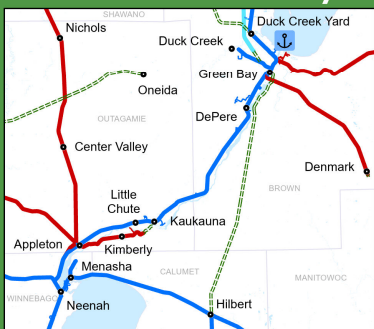 SHAWANO
Nichols
Duck Creek Yard
Duck Creek
Green Bay
Oneida
OUTAGAMIE
DePere
Center Valley
Denmark
BROWN
Little
Chute
Kaukauna
Appleton
Kimberly
Menasha
CALUMET
MANITOWOC
WINNEBAGO
Neenah
Hilbert